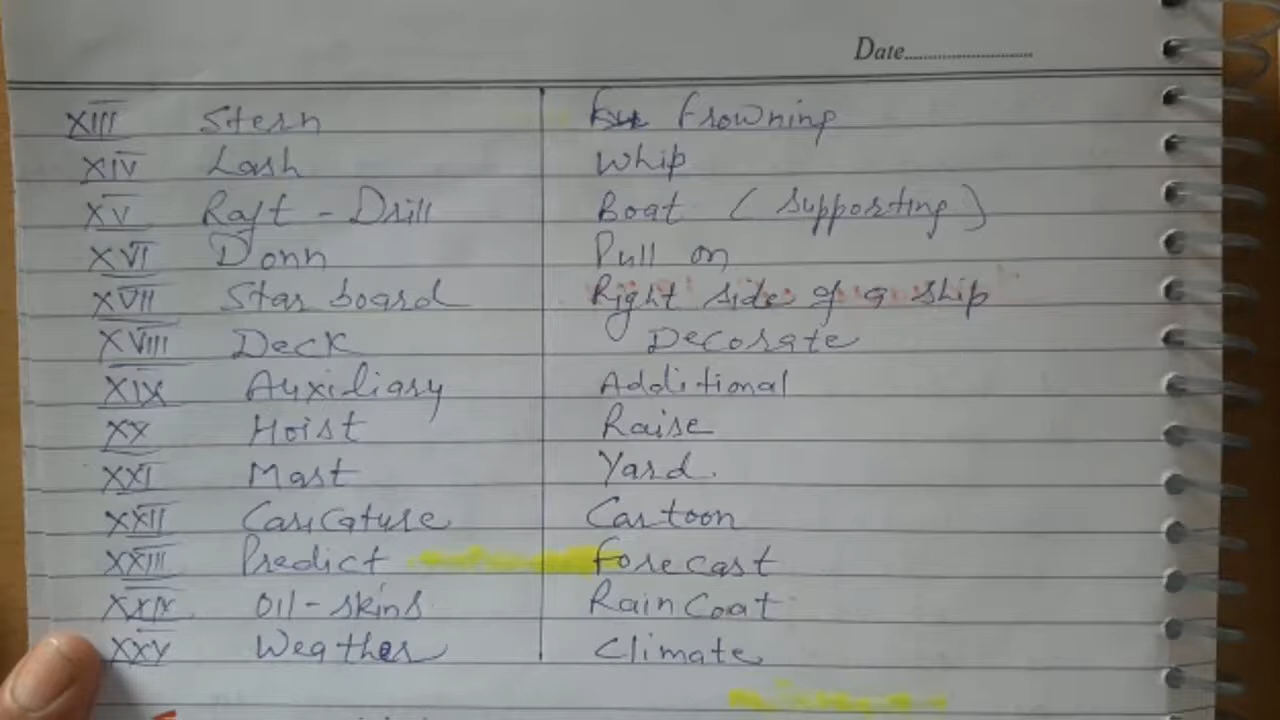 Date
XIII Stern Frowning
XIV Lash Whip
XV Raft - Drill Boat (supporting)
XVI Donn Pull on
XVII Star board Right side of a ship
XVIII Deck Decorate
XIX Auxiliary Additional
XX Hoist Raise
XXI Mast Yard.
XXII Caricature Cartoon
XXIII Predict Forecast
XXIV Oil-skins RainCoat
XXV Weather Climate